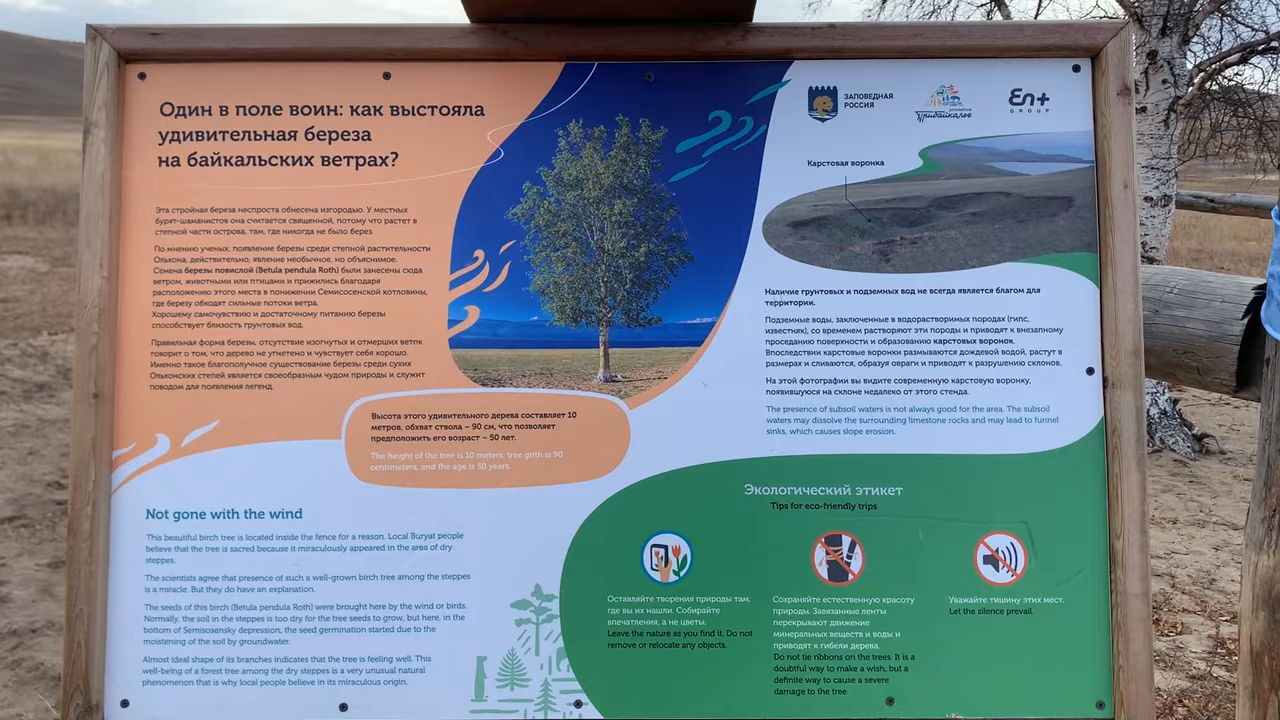 Один в поле воин: как выстояла
удивительная береза
на байкальских ветрах?
Эта стройная береза неспроста обнесена изгородью. У местных
бурят-шаманистов она считается священной, потому что растет в
степной части острова, там, где никогда не было берез.
По мнению ученых, появление березы среди степной растительности
Ольхона, действительно, явление необычное, но объяснимое.
Семена березы повислой (Betula pendula Roth) были занесены сюда
ветром, животными или птицами и прижились благодаря
расположению этого места в понижении Семисосенской котловины,
где березу обходят сильные потоки ветра.
Хорошему самочувствию и достаточному питанию березы
способствует близость грунтовых вод.
Правильная форма березы, отсутствие изогнутых и отмерших веток
говорит о том, что дерево не угнетено и чувствует себя хорошо.
Именно такое благополучное существование березы среди сухих
Ольхонских степей является своеобразным чудом природы и служит
поводом для появления легенд.
Высота этого удивительного дерева составляет 10
метров, обхват ствола – 90 см, что позволяет
предположить его возраст – 50 лет.
The height of the tree is 10 meters, tree girth is 90
centimeters, and the age is 50 years.
Not gone with the wind
This beautiful birch tree is located inside the fence for a reason. Local Buryat people
believe that the tree is sacred because it miraculously appeared in the area of dry
steppes.
The scientists agree that presence of such a well-grown birch tree among the steppes
is a miracle. But they do have an explanation.
The seeds of this birch (Betula pendula Roth) were brought here by the wind or birds.
Normally, the soil in the steppes is too dry for the tree seeds to grow, but here, in the
bottom of Semisosensky depression, the seed germination started due to the
moistening of the soil by groundwater.
Almost ideal shape of its branches indicates that the tree is feeling well. This
well-being of a forest tree among the dry steppes is a very unusual natural
phenomenon that is why local people believe in its miraculous origin.
ЗАПОВЕДНАЯ
РОССИЯ
Прибайкалье
En+
GROUP
Карстовая воронка
Наличие грунтовых и подземных вод не всегда является благом для
территории.
Подземные воды, заключенные в водорастворимых породах (гипс,
известняк), со временем растворяют эти породы и приводят к внезапному
проседанию поверхности и образованию карстовых воронок.
Впоследствии карстовые воронки размываются дождевой водой, растут в
размерах и сливаются, образуя овраги и приводят к разрушению склонов.
На этой фотографии вы видите современную карстовую воронку,
появившуюся на склоне недалеко от этого стенда.
The presence of subsoil waters is not always good for the area. The subsoil
waters may dissolve the surrounding limestone rocks and may lead to funnel
sinks, which causes slope erosion.
Экологический этикет
Tips for eco-friendly trips
Оставляйте творения природы там,
где вы их нашли. Собирайте
впечатления, а не цветы.
Leave the nature as you find it. Do not
remove or relocate any objects.
Сохраняйте естественную красоту
природы. Завязанные ленты
перекрывают движение
минеральных веществ и воды и
приводят к гибели дерева.
Do not tie ribbons on the trees. It is a
doubtful way to make a wish, but a
definite way to cause a severe
damage to the tree.
Уважайте тишину этих мест.
Let the silence prevail.